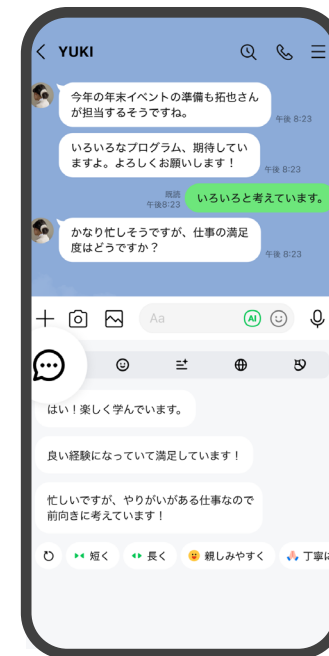 YUKI
今年の年末イベントの準備も拓也さん
が担当するそうですね。
午後 8:23
いろいろなプログラム、期待してい
ますよ。よろしくお願いします！
午後 8:23
既読
午後8:23
いろいろと考えています。
かなり忙しそうですが、仕事の満足
度はどうですか？
午後 8:23
Aa
AI
はい！楽しく学んでいます。
良い経験になっていて満足しています！
忙しいですが、やりがいがある仕事なので
前向きに考えています！
短く
長く
親しみやすく
丁寧に